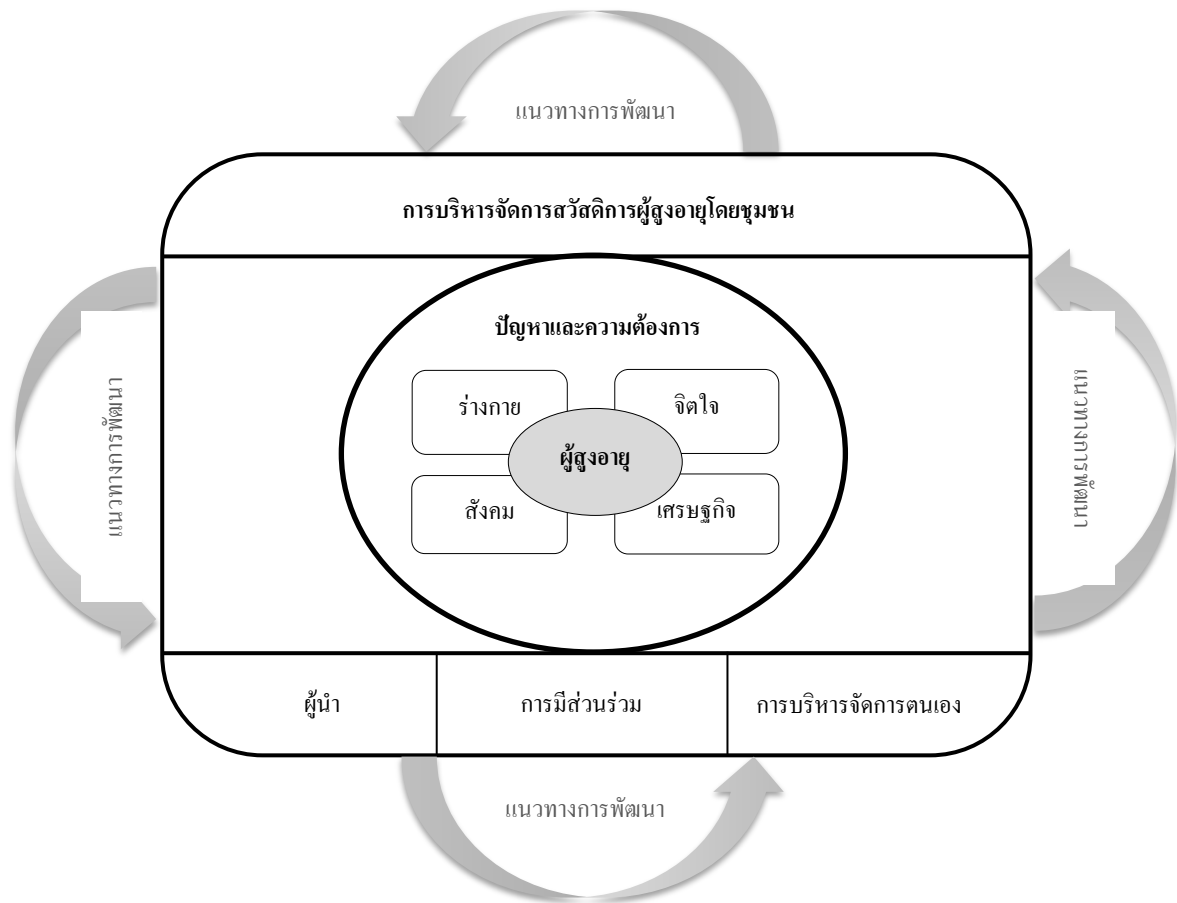 แนวทางการพัฒนา
การบริหารจัดการสวัสดิการผู้สูงอายุโดยชุมชน
ปัญหาและความต้องการ
ร่างกาย
จิตใจ
ผู้สูงอายุ
สังคม
เศรษฐกิจ
แนวทางการพัฒนา
แนวทางการพัฒนา
ผู้นำ
การมีส่วนร่วม
การบริหารจัดการตนเอง
แนวทางการพัฒนา